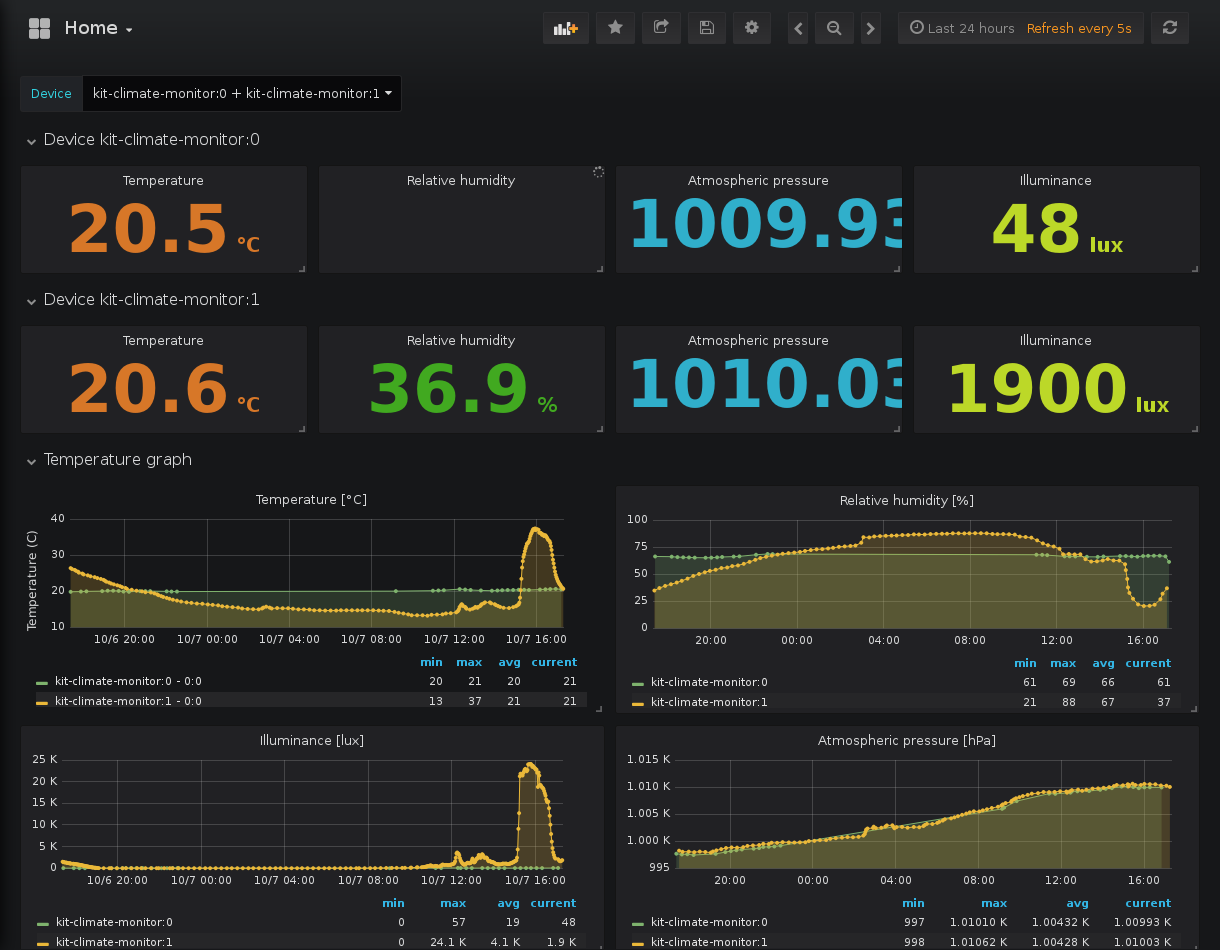 Home
Last 24 hours Refresh every 5s
Device kit-climate-monitor:0 + kit-climate-monitor:1
Device kit-climate-monitor:0
Temperature Relative humidity Atmospheric pressure Illuminance
20.5 °C 1009.93 48 lux
Device kit-climate-monitor:1
Temperature Relative humidity Atmospheric pressure Illuminance
20.6 °C 36.9 % 1010.03 1900 lux
Temperature graph
Temperature [°C]
Temperature (C)
40
30
20
10
10/6 20:00 10/7 00:00 10/7 04:00 10/7 08:00 10/7 12:00 10/7 16:00
min max avg current
kit-climate-monitor:0 - 0:0 20 21 20 21
kit-climate-monitor:1 - 0:0 13 37 21 21
Relative humidity [%]
100
75
50
25
0
20:00 00:00 04:00 08:00 12:00 16:00
min max avg current
kit-climate-monitor:0 61 69 66 61
kit-climate-monitor:1 21 88 67 37
Illuminance [lux]
25 K
20 K
15 K
10 K
5 K
0
10/6 20:00 10/7 00:00 10/7 04:00 10/7 08:00 10/7 12:00 10/7 16:00
min max avg current
kit-climate-monitor:0 0 57 19 48
kit-climate-monitor:1 0 24.1 K 4.1 K 1.9 K
Atmospheric pressure [hPa]
1.015 K
1.010 K
1.005 K
1.000 K
995
20:00 00:00 04:00 08:00 12:00 16:00
min max avg current
kit-climate-monitor:0 997 1.01010 K 1.00432 K 1.00993 K
kit-climate-monitor:1 998 1.01062 K 1.00428 K 1.01003 K